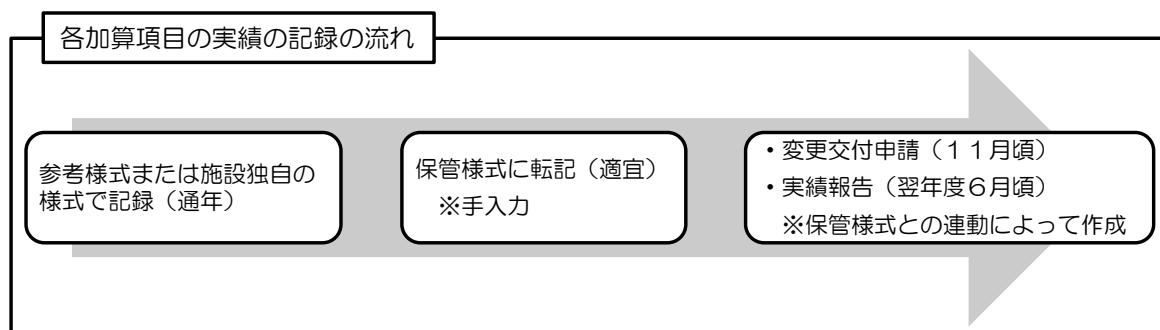 各加算項目の実績の記録の流れ
参考様式または施設独自の
様式で記録（通年）
保管様式に転記（適宜）
※手入力
・変更交付申請（１１月頃）
・実績報告（翌年度６月頃）
※保管様式との連動によって作成